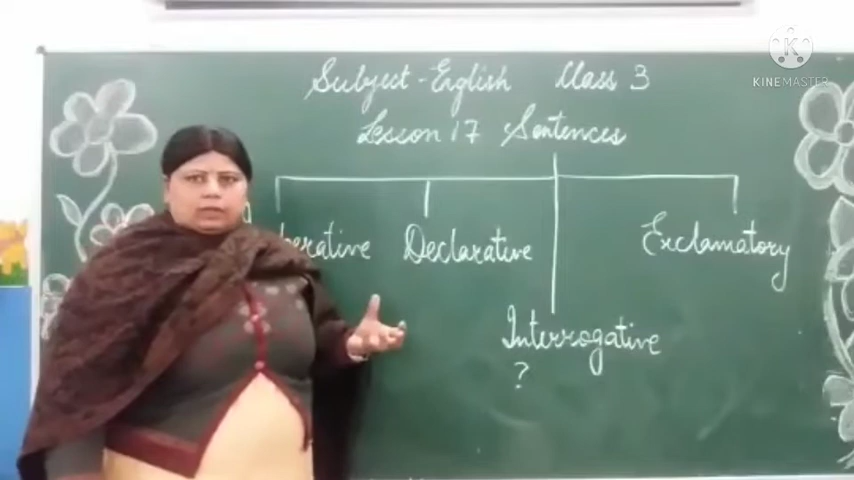 Subject - English Class 3
Lesson 17 Sentences
Declarative
Exclamatory
Interrogative
?
KINEMASTER